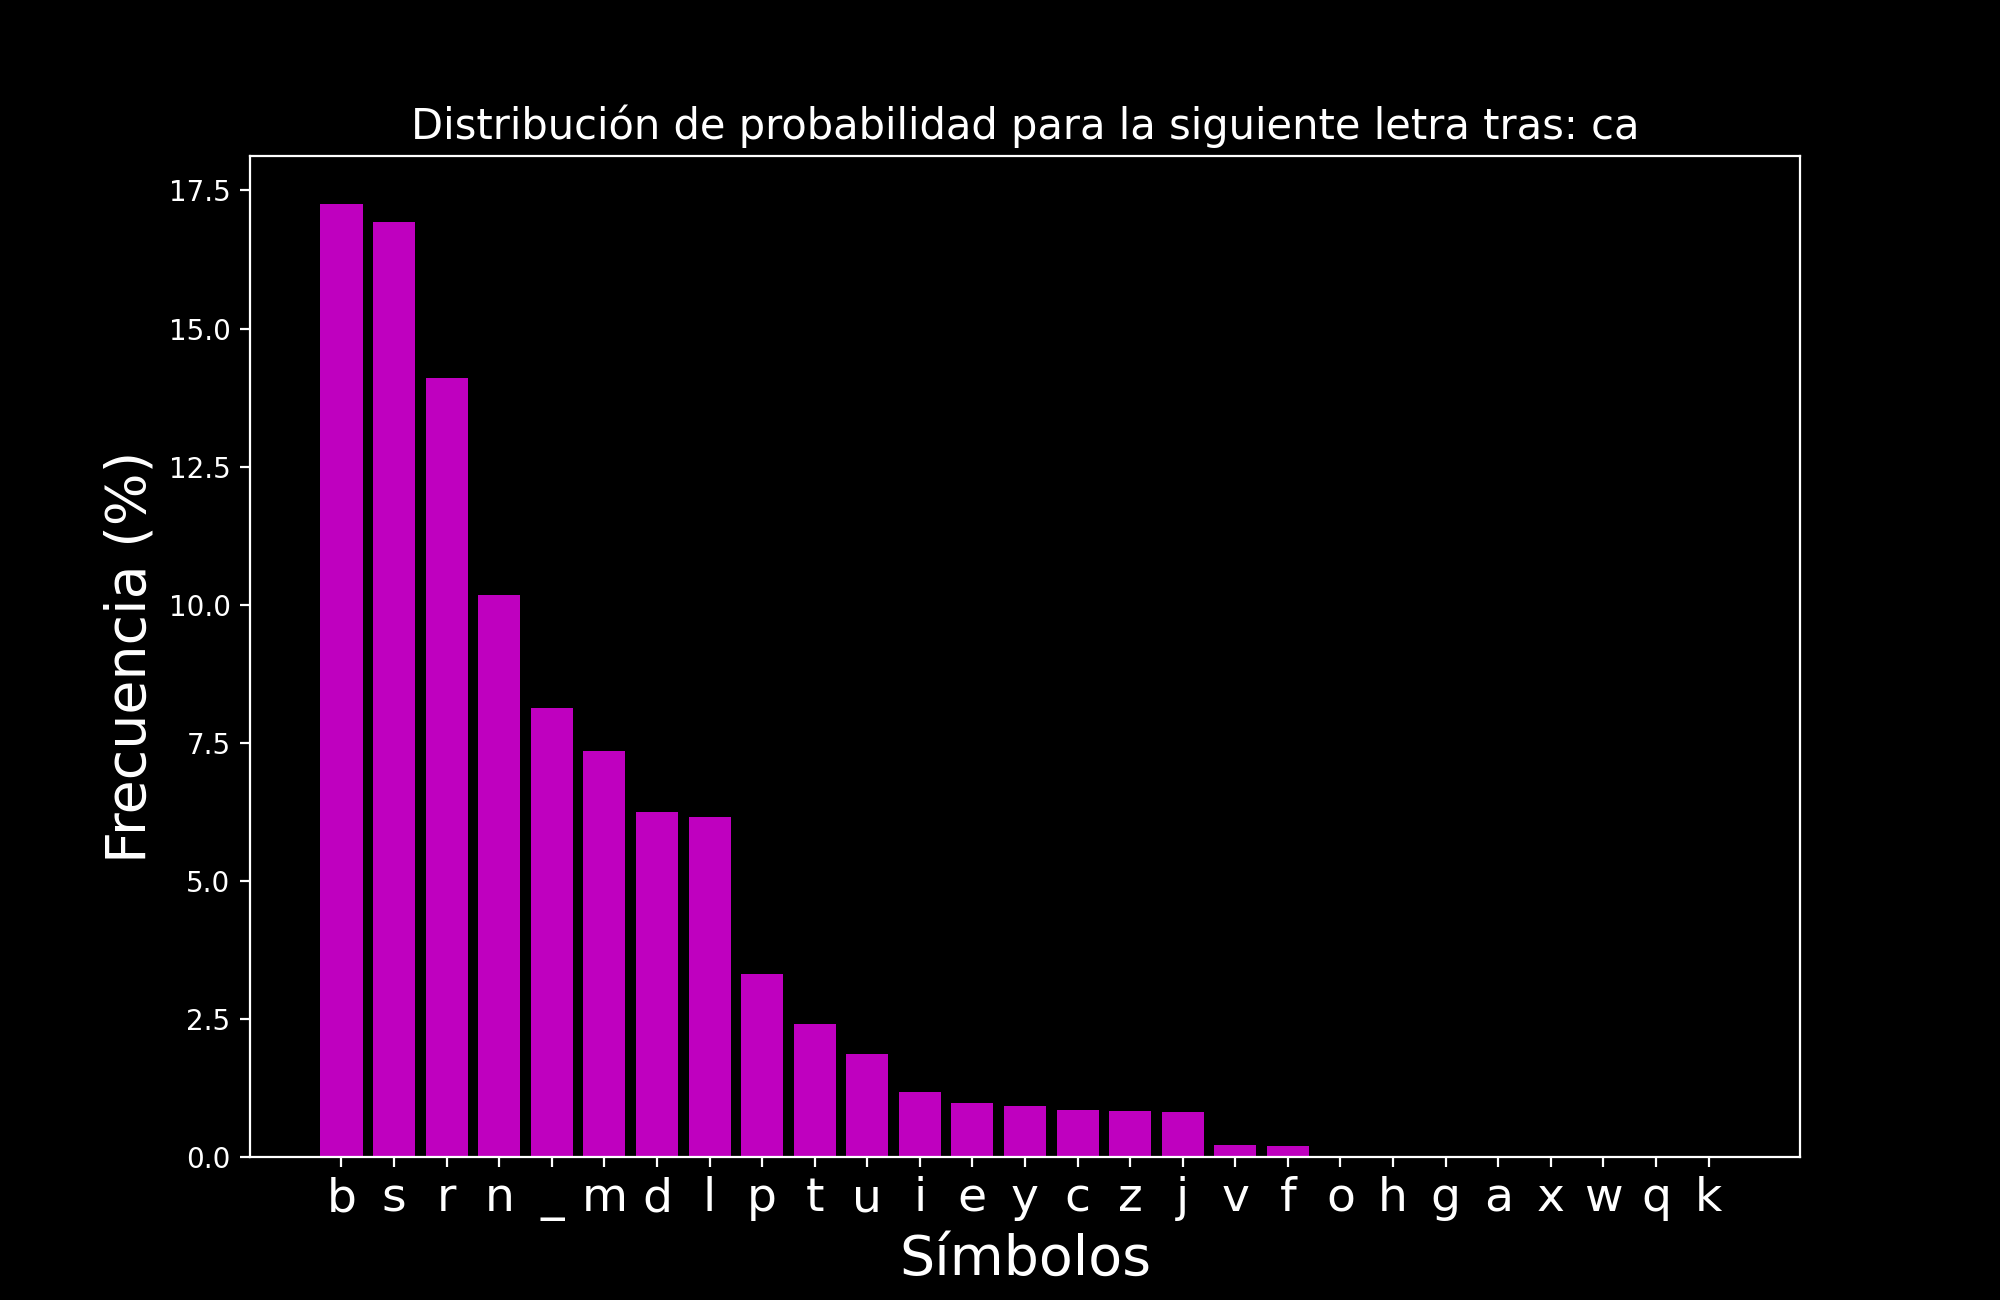 Distribución de probabilidad para la siguiente letra tras: ca
17.5
15.0
12.5
10.0
7.5
5.0
2.5
0.0
Frecuencia (%)
b s r n _ m d l p t u i e y c z j v f o h g a x w q k
Símbolos